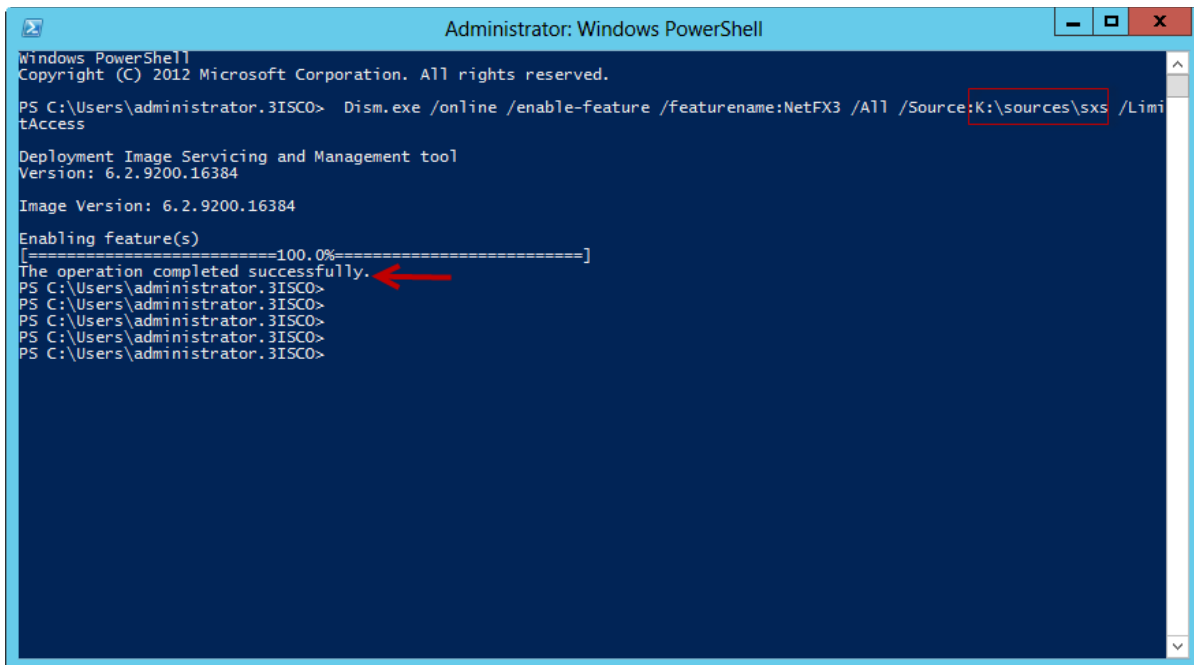 Administrator: Windows PowerShell
Windows PowerShell
Copyright (C) 2012 Microsoft Corporation. All rights reserved.
PS C:\Users\administrator.3ISCO>  Dism.exe /online /enable-feature /featurename:NetFX3 /All /Source:K:\sources\sxs /Limi
tAccess
Deployment Image Servicing and Management tool
Version: 6.2.9200.16384
Image Version: 6.2.9200.16384
Enabling feature(s)
[==========================100.0%==========================]
The operation completed successfully.
PS C:\Users\administrator.3ISCO>
PS C:\Users\administrator.3ISCO>
PS C:\Users\administrator.3ISCO>
PS C:\Users\administrator.3ISCO>
PS C:\Users\administrator.3ISCO>